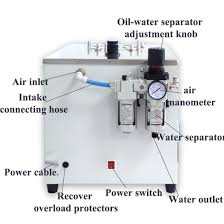 Oil-water separator
adjustment knob
Air inlet
Intake
connecting hose
air
manometer
Water separator
Water outlet
Power cable.
Recover
overload protectors
Power switch